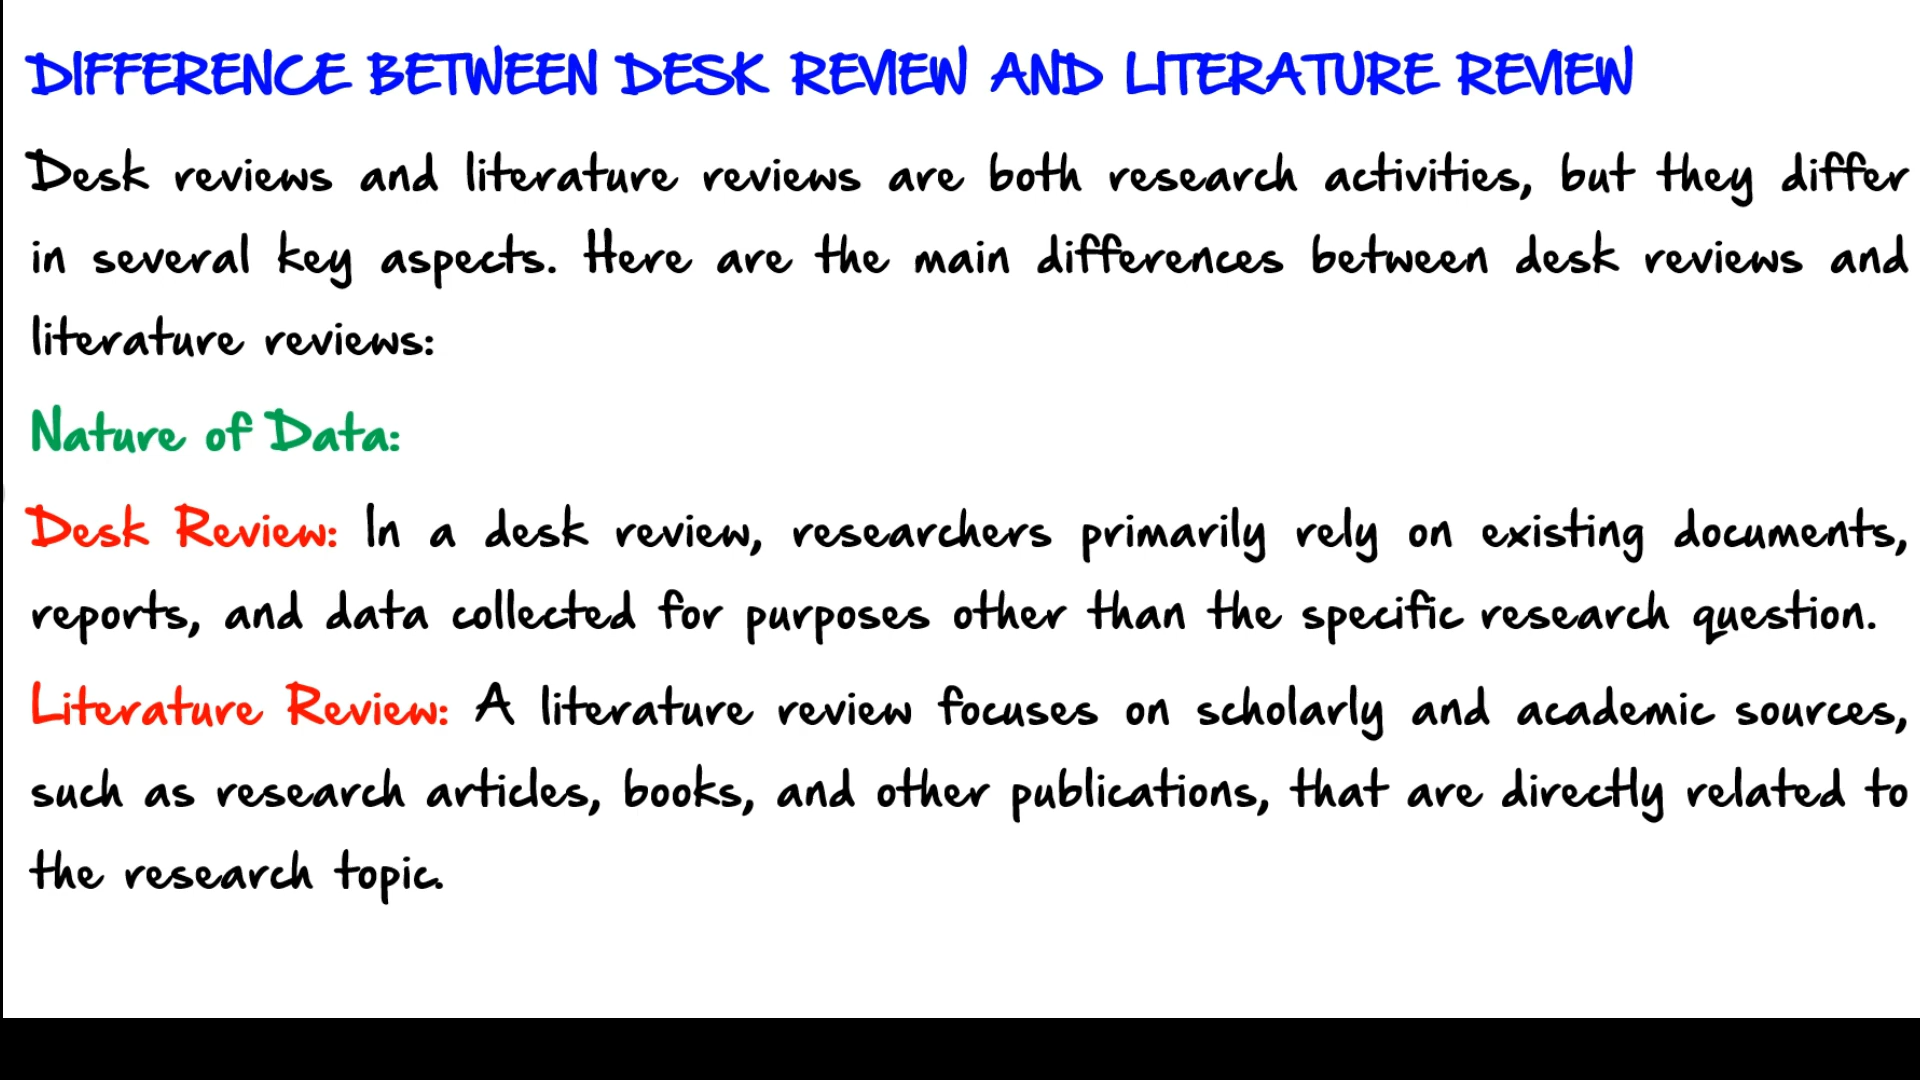 DIFFERENCE BETWEEN DESK REVIEW AND LITERATURE REVIEW
Desk reviews and literature reviews are both research activities, but they differ
in several key aspects. Here are the main differences between desk reviews and
literature reviews:
Nature of Data:
Desk Review: In a desk review, researchers primarily rely on existing documents,
reports, and data collected for purposes other than the specific research question.
Literature Review: A literature review focuses on scholarly and academic sources,
such as research articles, books, and other publications, that are directly related to
the research topic.